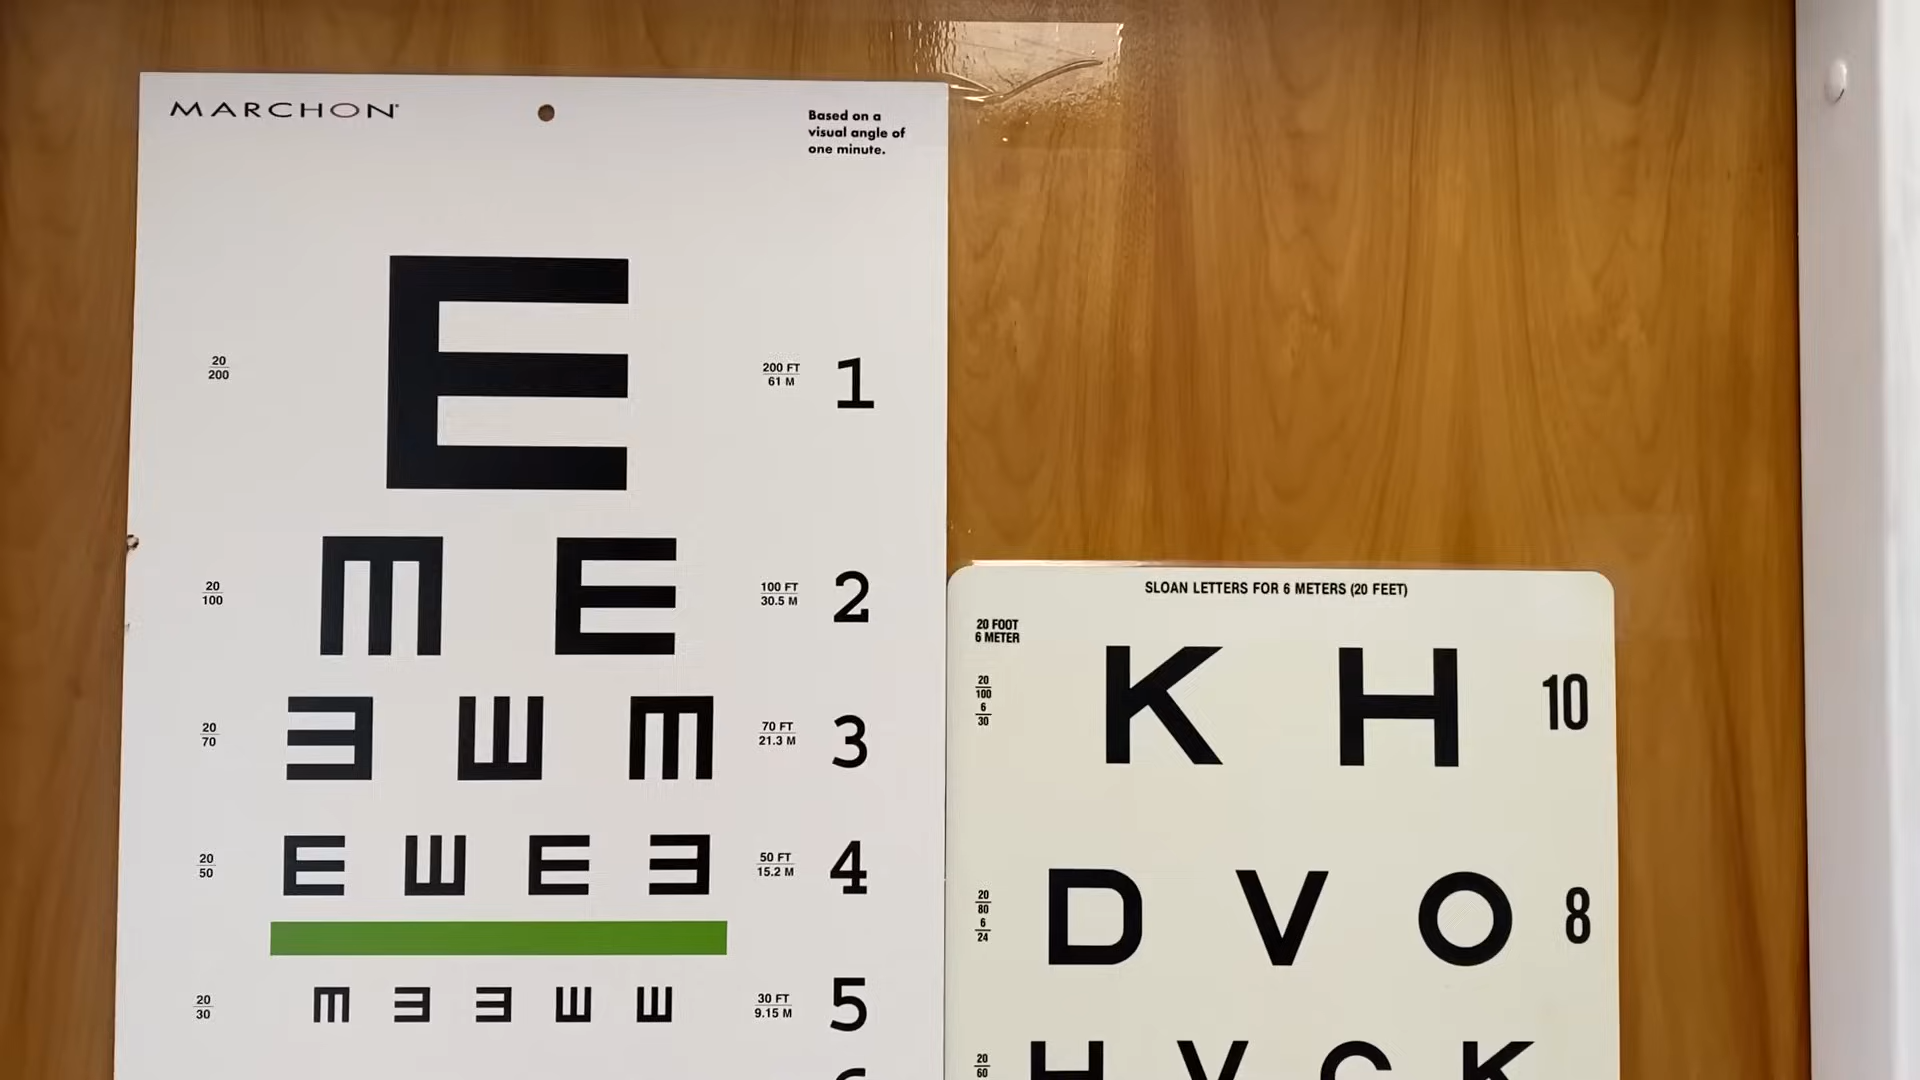 MARCHON
Based on a
visual angle of
one minute.
20
200
E
200 FT
61 M
1
20
100
E E
100 FT
30.5 M
2
20
70
E E E
70 FT
21.3 M
3
20
50
E E E E
50 FT
15.2 M
4
20
30
E E E E E
30 FT
9.15 M
5
SLOAN LETTERS FOR 6 METERS (20 FEET)
20 FOOT
6 METER
20
100
6
30
K H
10
20
80
6
24
D V O
8
20
60
H V C K